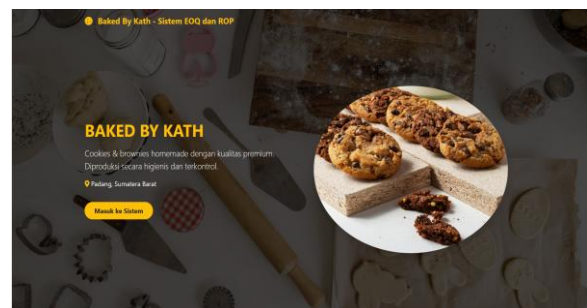 Baked By Kath - Sistem EOQ dan ROP
BAKED BY KATH
Cookies & brownies homemade dengan kualitas premium.
Diproduksi secara higienis dan terkontrol.
Padang, Sumatera Barat
Masuk ke Sistem